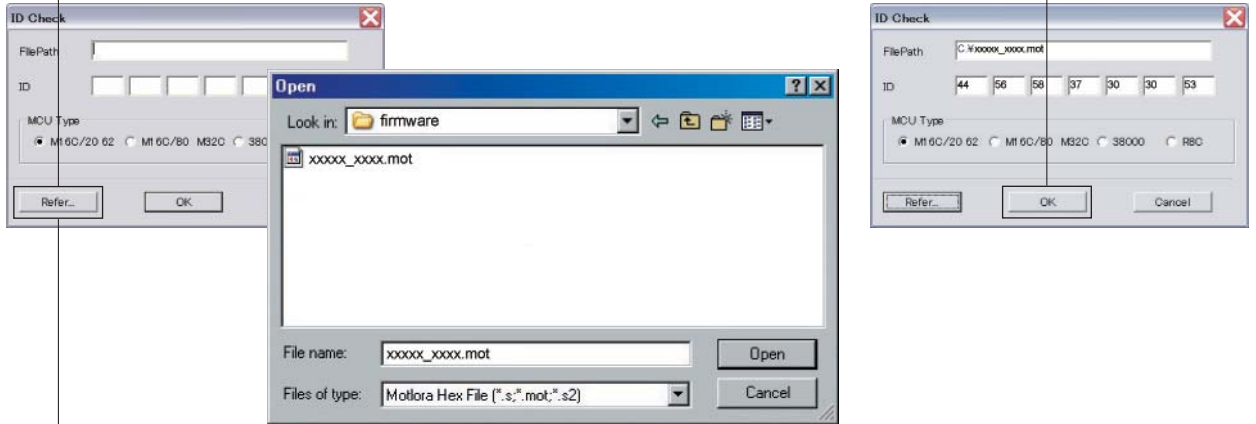 ID Check
FilePath
ID
MCU Type
M16C/20 62 M16C/80 M32C 380
Refer... OK
Open
Look in: firmware
xxxxx_xxxx.mot
File name: xxxxx_xxxx.mot Open
Files of type: Motlora Hex File (*.s;*.mot;*.s2) Cancel
ID Check
FilePath C:¥xxxxx_xxxx.mot
ID 44 56 58 37 30 30 53
MCU Type
M16C/20 62 M16C/80 M32C 38000 R8C
Refer... OK Cancel